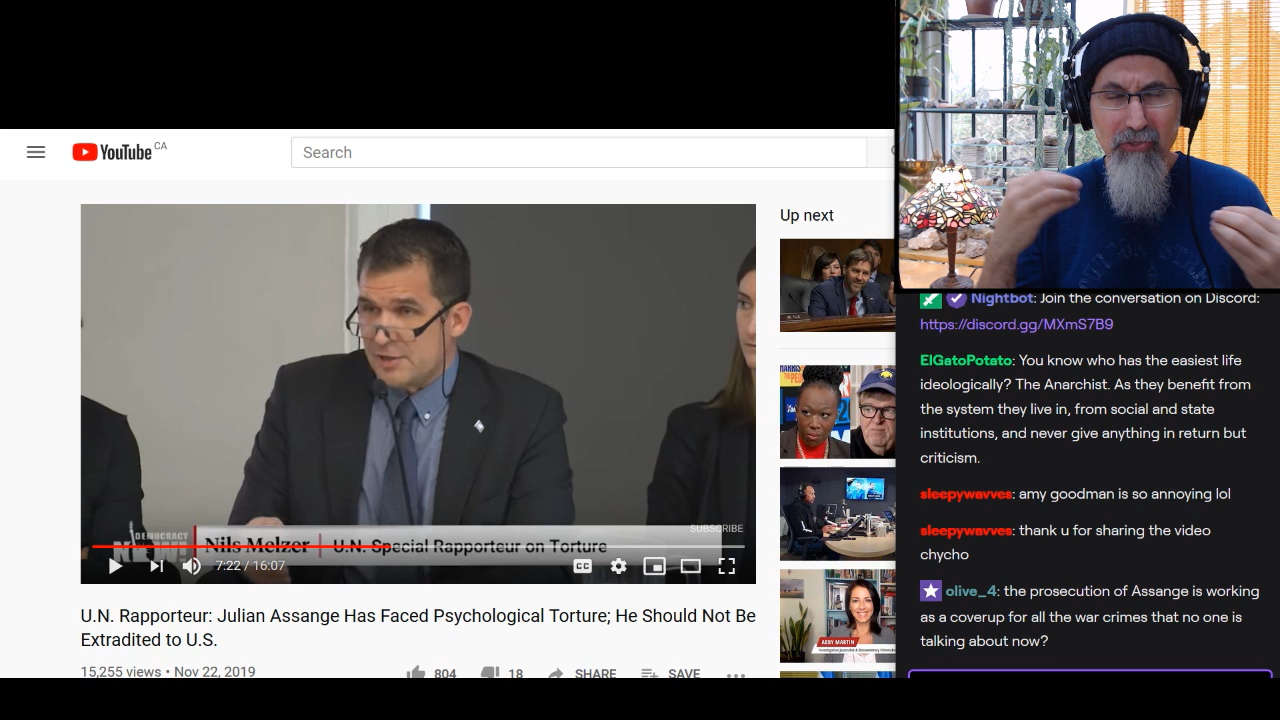 YouTube CA
Search
Up next
DEMOCRACY
NOW!
Nils Melzer
U.N. Special Rapporteur on Torture
SUBSCRIBE
7:22 / 16:07
CC
U.N. Rapporteur: Julian Assange Has Faced Psychological Torture; He Should Not Be
Extradited to U.S.
15,255 views • Nov 22, 2019
804
18
SHARE
SAVE
ABBY MARTIN
Nightbot: Join the conversation on Discord:
https://discord.gg/MXmS7B9
ElGatoPotato: You know who has the easiest life
ideologically? The Anarchist. As they benefit from
the system they live in, from social and state
institutions, and never give anything in return but
criticism.
sleepywavves: amy goodman is so annoying lol
sleepywavves: thank u for sharing the video
chycho
olive_4: the prosecution of Assange is working
as a coverup for all the war crimes that no one is
talking about now?